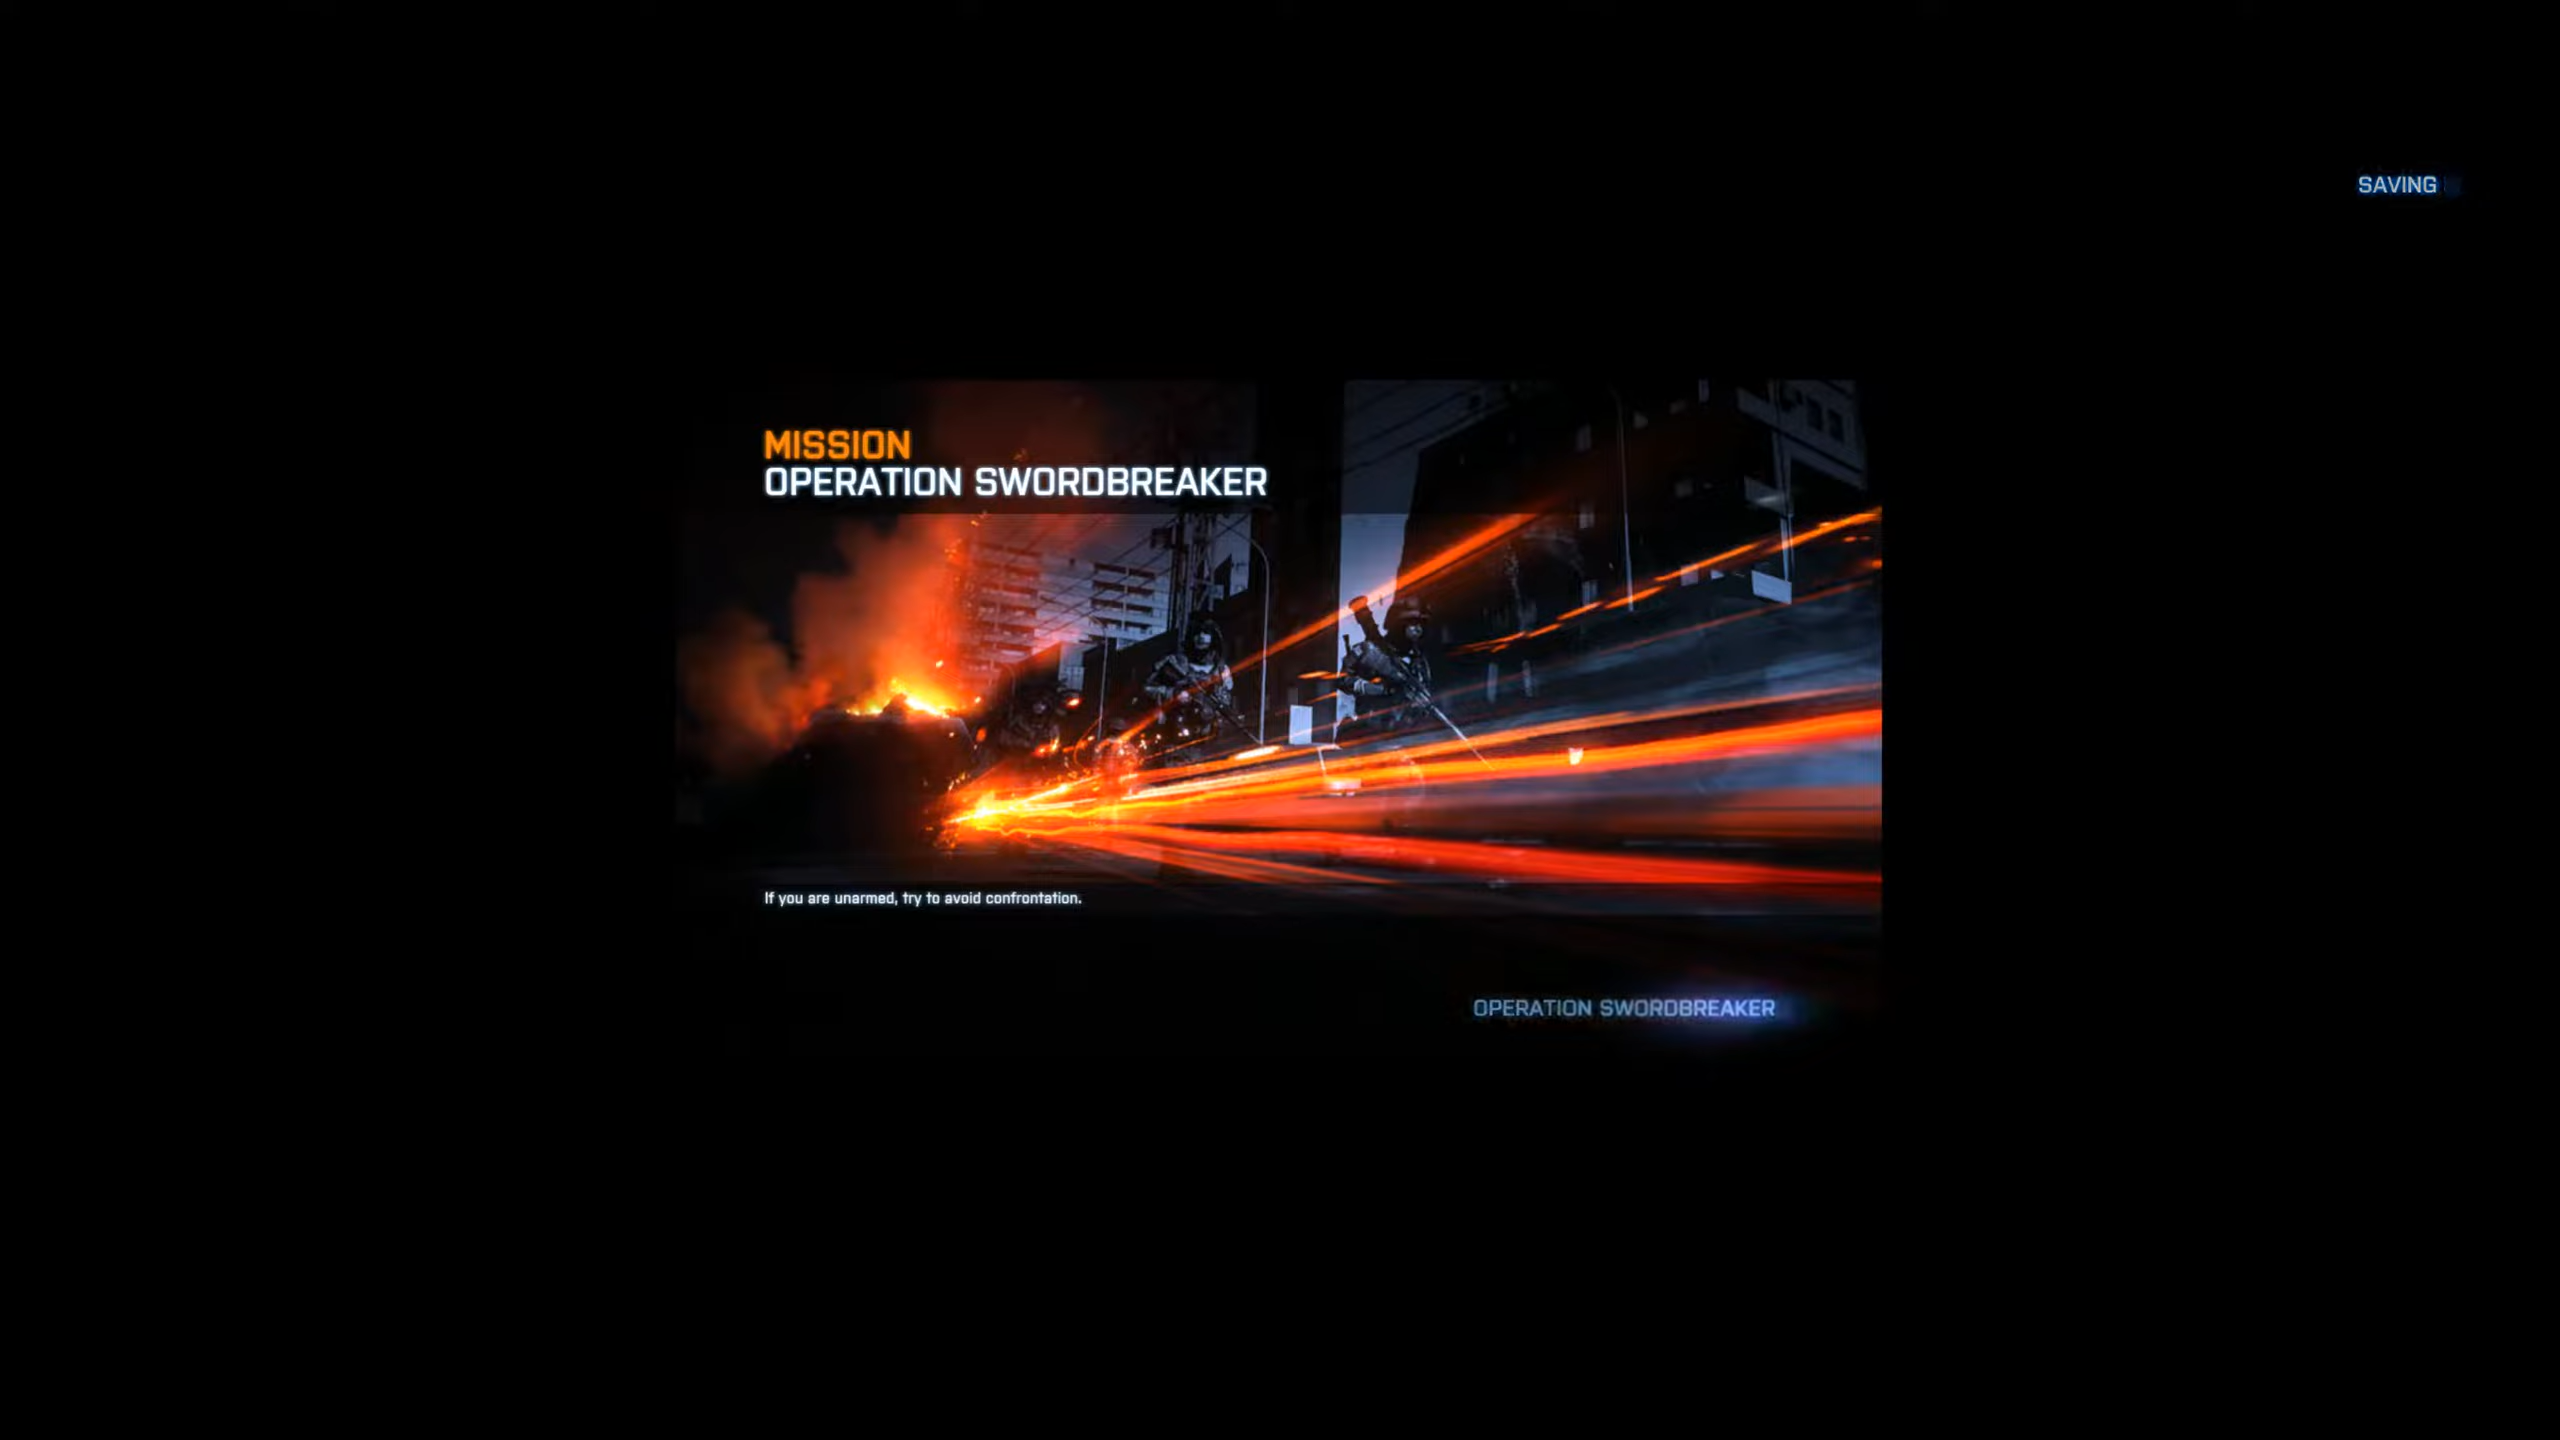 SAVING
MISSION
OPERATION SWORDBREAKER
If you are unarmed, try to avoid confrontation.
OPERATION SWORDBREAKER